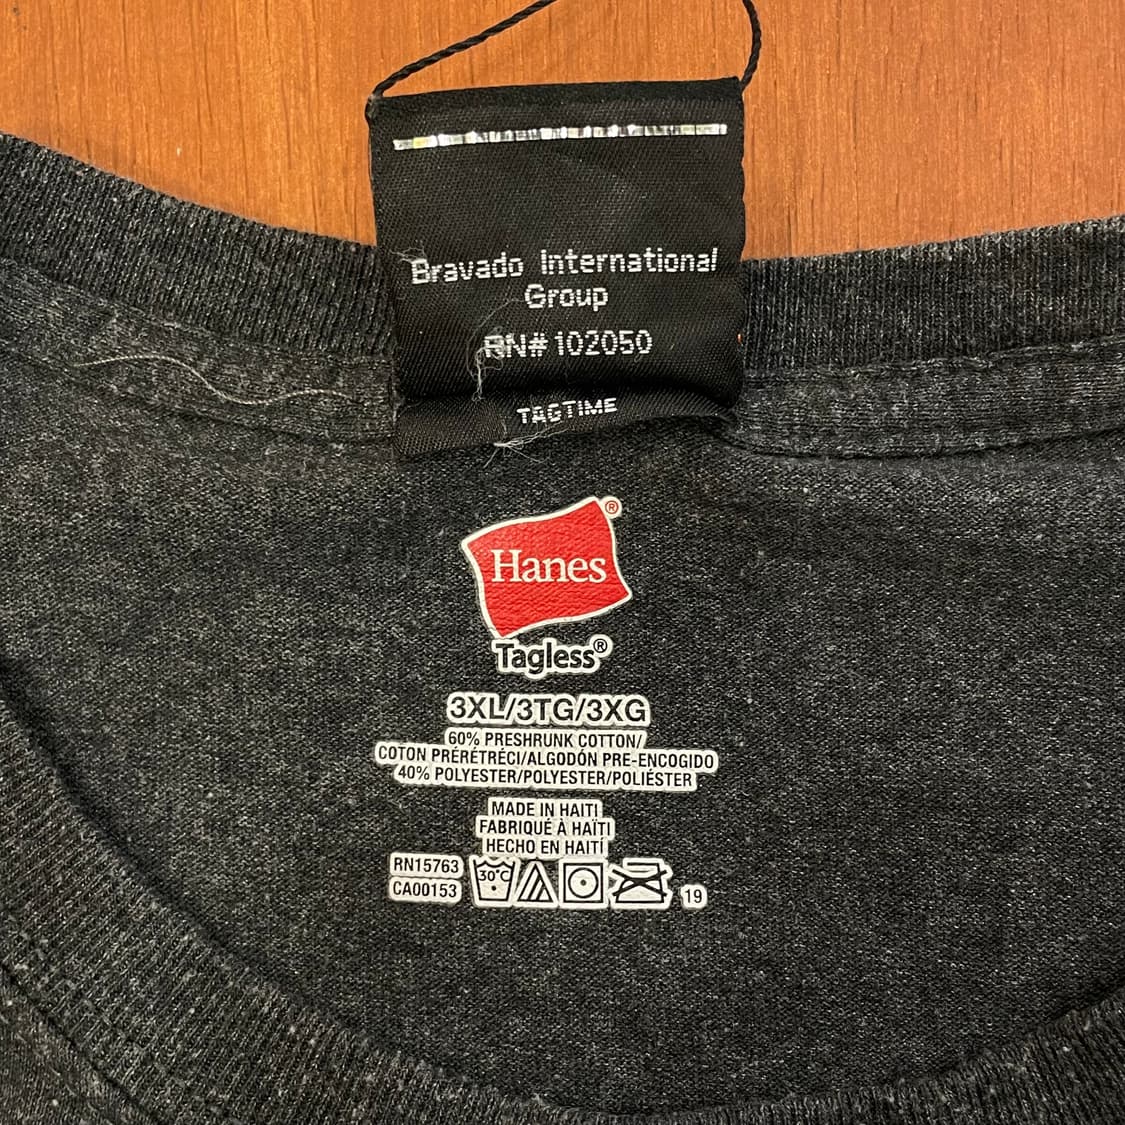 Bravado International
Group
RN# 102050
TAGTIME
Hanes®
Tagless®
3XL/3TG/3XG
60% PRESHRUNK COTTON/
COTON PRÉRÉTRÉCI/ALGODÓN PRE-ENCOGIDO
40% POLYESTER/POLYESTER/POLIÉSTER
MADE IN HAITI
FABRIQUÉ À HAÏTI
HECHO EN HAITÍ
RN15763
CA00153
30°C
19